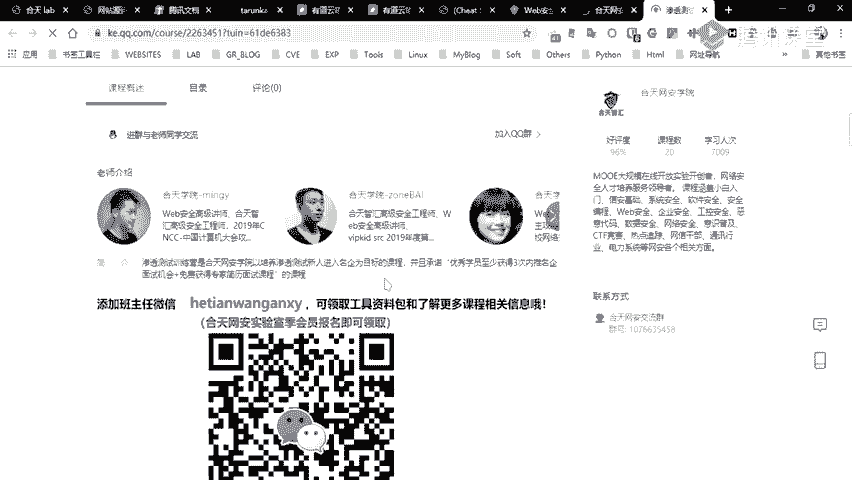 合天 lab
网站源码
腾讯文档
tarunka
有道云笔
有道云笔
(Cheat S
Web安全
合天网安
渗透测试
ke.qq.com/course/2263451?tuin=61de6383
腾讯课堂
应用
书签工具栏
WEBSITES
LAB
GR_BLOG
CVE
EXP
Tools
Linux
MyBlog
Soft
Others
Python
Html
网址导航
»
其他书签
课程概述
目录
评论(0)
进群与老师同学交流
加入QQ群
老师介绍
合天学院-mingy
Web安全高级讲师、合天智
汇高级安全工程师、2019年C
NCC-中国计算机大会攻...
合天学院-zoneBAI
合天智汇高级安全工程师、W
eb安全高级讲师、
vipkid src 2019年度第...
合天学
Web
校网络
简 介
渗透测试训练营是合天网安学院以培养渗透测试新人进入名企为目标的课程，并且承诺'优秀学员至少获得3次内推名企
面试机会+免费获得专家简历面试课程'的课程
添加班主任微信 hetianwanganxy ，可领取工具资料包和了解更多课程相关信息哦！
（合天网安实验室季会员报名即可领取）
合天智汇
合天网安学院
好评度
课程数
学习人次
96%
20
7009
MOOE大规模在线开放实验开创者，网络安
全人才培养服务领导者。 课程涵盖小白入
门、信安基础、系统安全、软件安全、安全
编程、Web安全、企业安全、工控安全、恶
意代码、数据安全、网络安全、意识普及、
CTF竞赛、热点追踪、网信干部、通讯行
业、电力系统等网安各个相关方面。
联系方式
合天网安交流群
群号: 1076635458